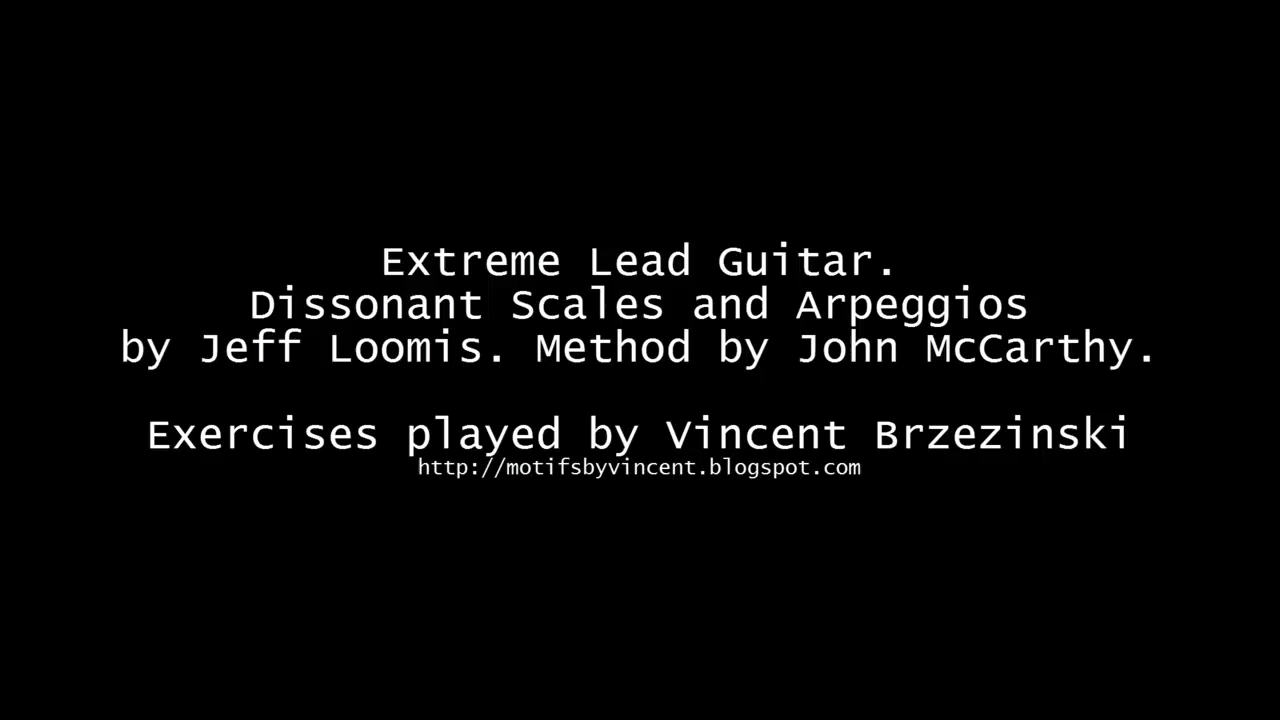 Extreme Lead Guitar.
Dissonant Scales and Arpeggios
by Jeff Loomis. Method by John McCarthy.
Exercises played by Vincent Brzezinski
http://motifsbyvincent.blogspot.com